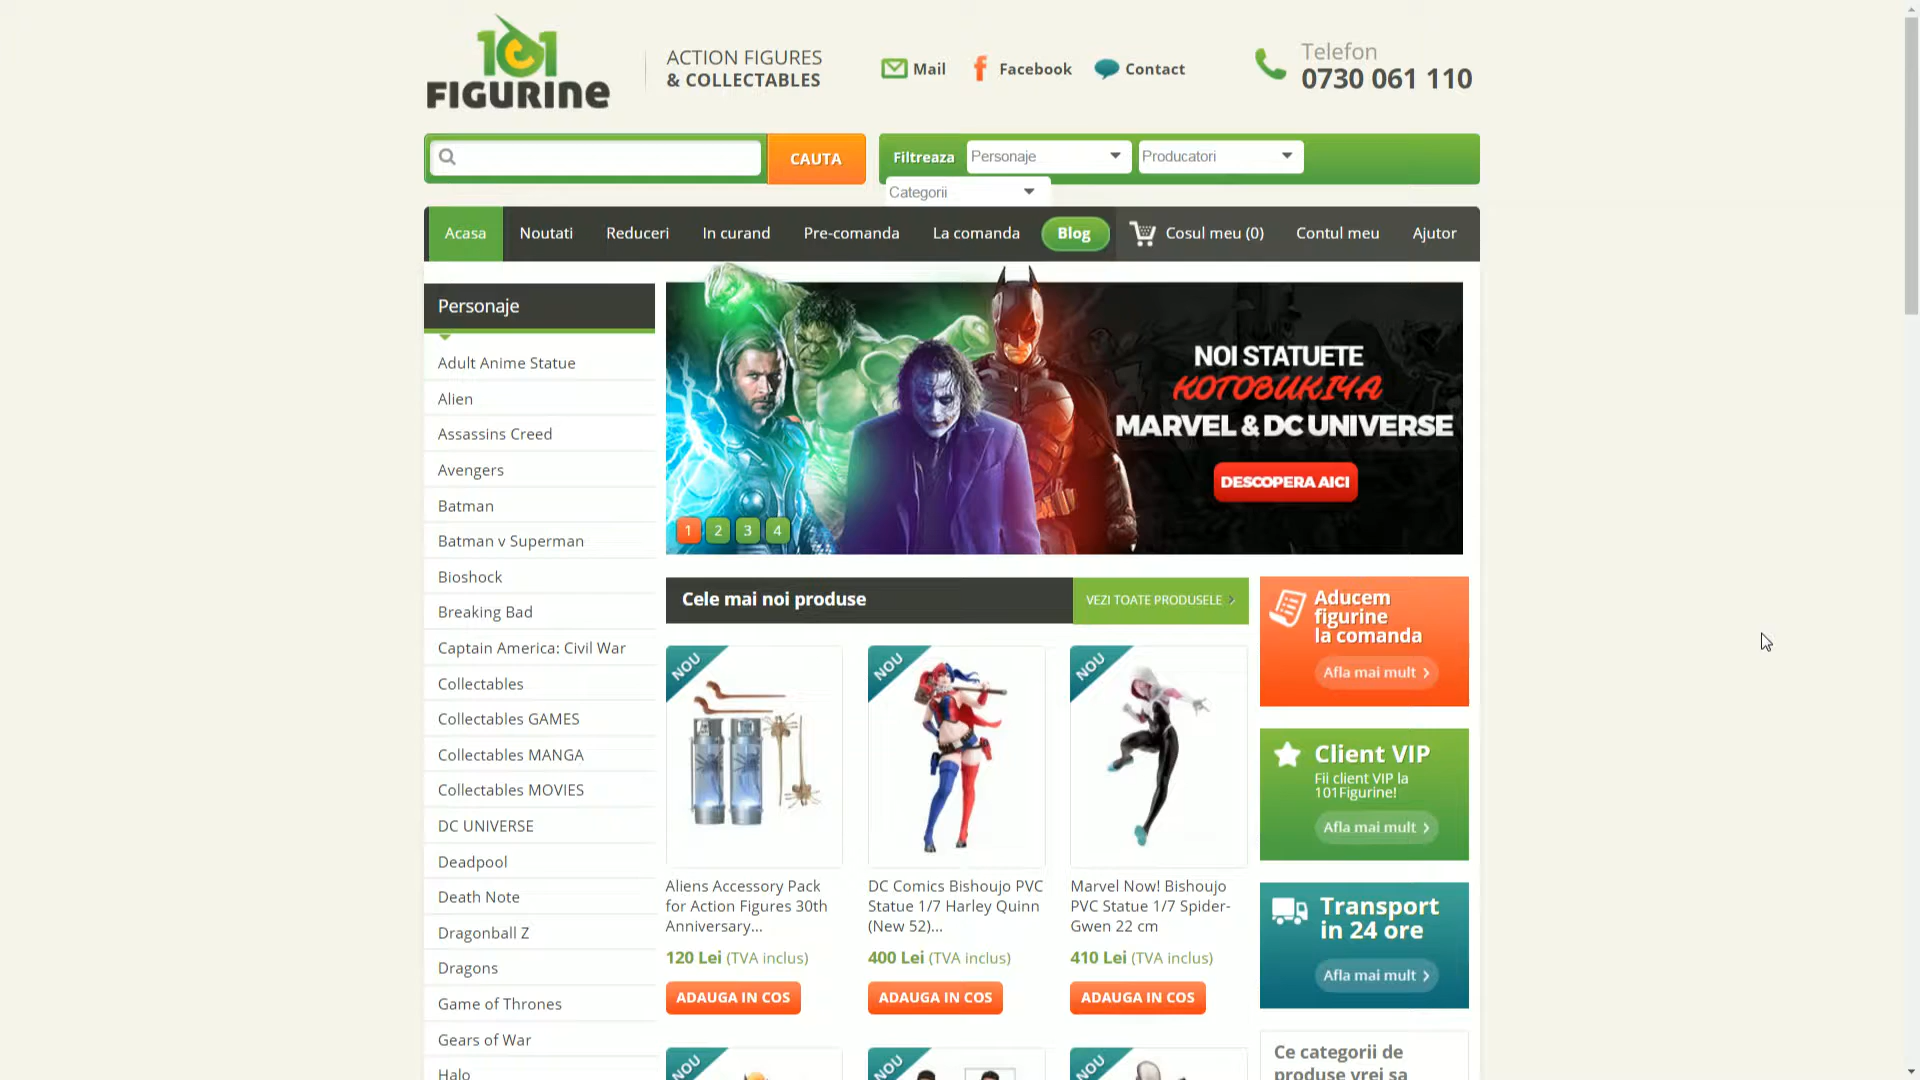 101
FIGURINE
ACTION FIGURES
& COLLECTABLES
Mail
Facebook
Contact
Telefon
0730 061 110
CAUTA
Filtreaza
Personaje
Producatori
Categorii
Acasa
Noutati
Reduceri
In curand
Pre-comanda
La comanda
Blog
Cosul meu (0)
Contul meu
Ajutor
Personaje
Adult Anime Statue
Alien
Assassins Creed
Avengers
Batman
Batman v Superman
Bioshock
Breaking Bad
Captain America: Civil War
Collectables
Collectables GAMES
Collectables MANGA
Collectables MOVIES
DC UNIVERSE
Deadpool
Death Note
Dragonball Z
Dragons
Game of Thrones
Gears of War
Halo
NOI STATUETE
KOTOBUKIYA
MARVEL & DC UNIVERSE
DESCOPERA AICI
1 2 3 4
Cele mai noi produse
VEZI TOATE PRODUSELE >
NOU
Aliens Accessory Pack
for Action Figures 30th
Anniversary...
120 Lei (TVA inclus)
ADAUGA IN COS
NOU
DC Comics Bishoujo PVC
Statue 1/7 Harley Quinn
(New 52)...
400 Lei (TVA inclus)
ADAUGA IN COS
NOU
Marvel Now! Bishoujo
PVC Statue 1/7 Spider-
Gwen 22 cm
410 Lei (TVA inclus)
ADAUGA IN COS
NOU
NOU
NOU
Aducem
figurine
la comanda
Afla mai mult >
Client VIP
Fii client VIP la
101Figurine!
Afla mai mult >
Transport
in 24 ore
Afla mai mult >
Ce categorii de
produse vrei sa